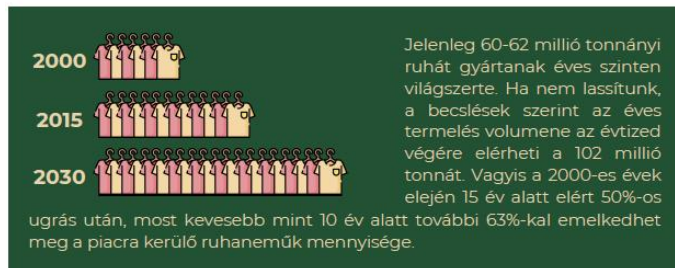 2000
2015
2030
Jelenleg 60-62 millió tonnányi
ruhát gyártanak éves szinten
világszerte. Ha nem lassítunk,
a becslések szerint az éves
termelés volumene az évtized
végére elérheti a 102 millió
tonnát. Vagyis a 2000-es évek
elején 15 év alatt elért 50%-os
ugrás után, most kevesebb mint 10 év alatt további 63%-kal emelkedhet
meg a piacra kerülő ruhaneműk mennyisége.